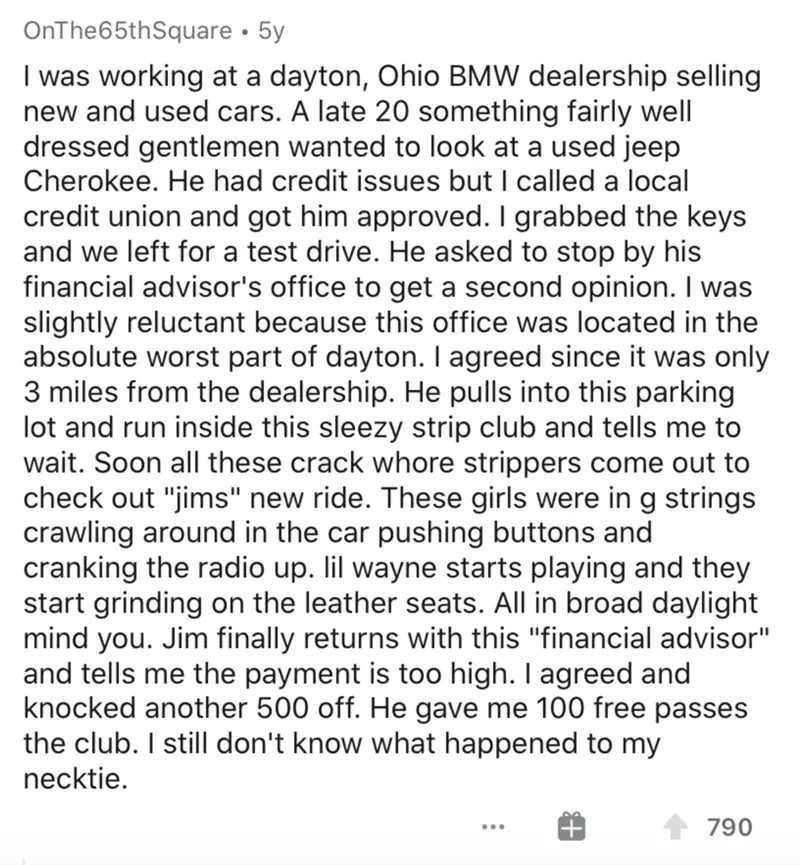 OnThe65thSquare • 5y
I was working at a dayton, Ohio BMW dealership selling
new and used cars. A late 20 something fairly well
dressed gentlemen wanted to look at a used jeep
Cherokee. He had credit issues but I called a local
credit union and got him approved. I grabbed the keys
and we left for a test drive. He asked to stop by his
financial advisor's office to get a second opinion. I was
slightly reluctant because this office was located in the
absolute worst part of dayton. I agreed since it was only
3 miles from the dealership. He pulls into this parking
lot and run inside this sleezy strip club and tells me to
wait. Soon all these crack whore strippers come out to
check out "jims" new ride. These girls were in g strings
crawling around in the car pushing buttons and
cranking the radio up. lil wayne starts playing and they
start grinding on the leather seats. All in broad daylight
mind you. Jim finally returns with this "financial advisor"
and tells me the payment is too high. I agreed and
knocked another 500 off. He gave me 100 free passes
the club. I still don't know what happened to my
necktie.
790